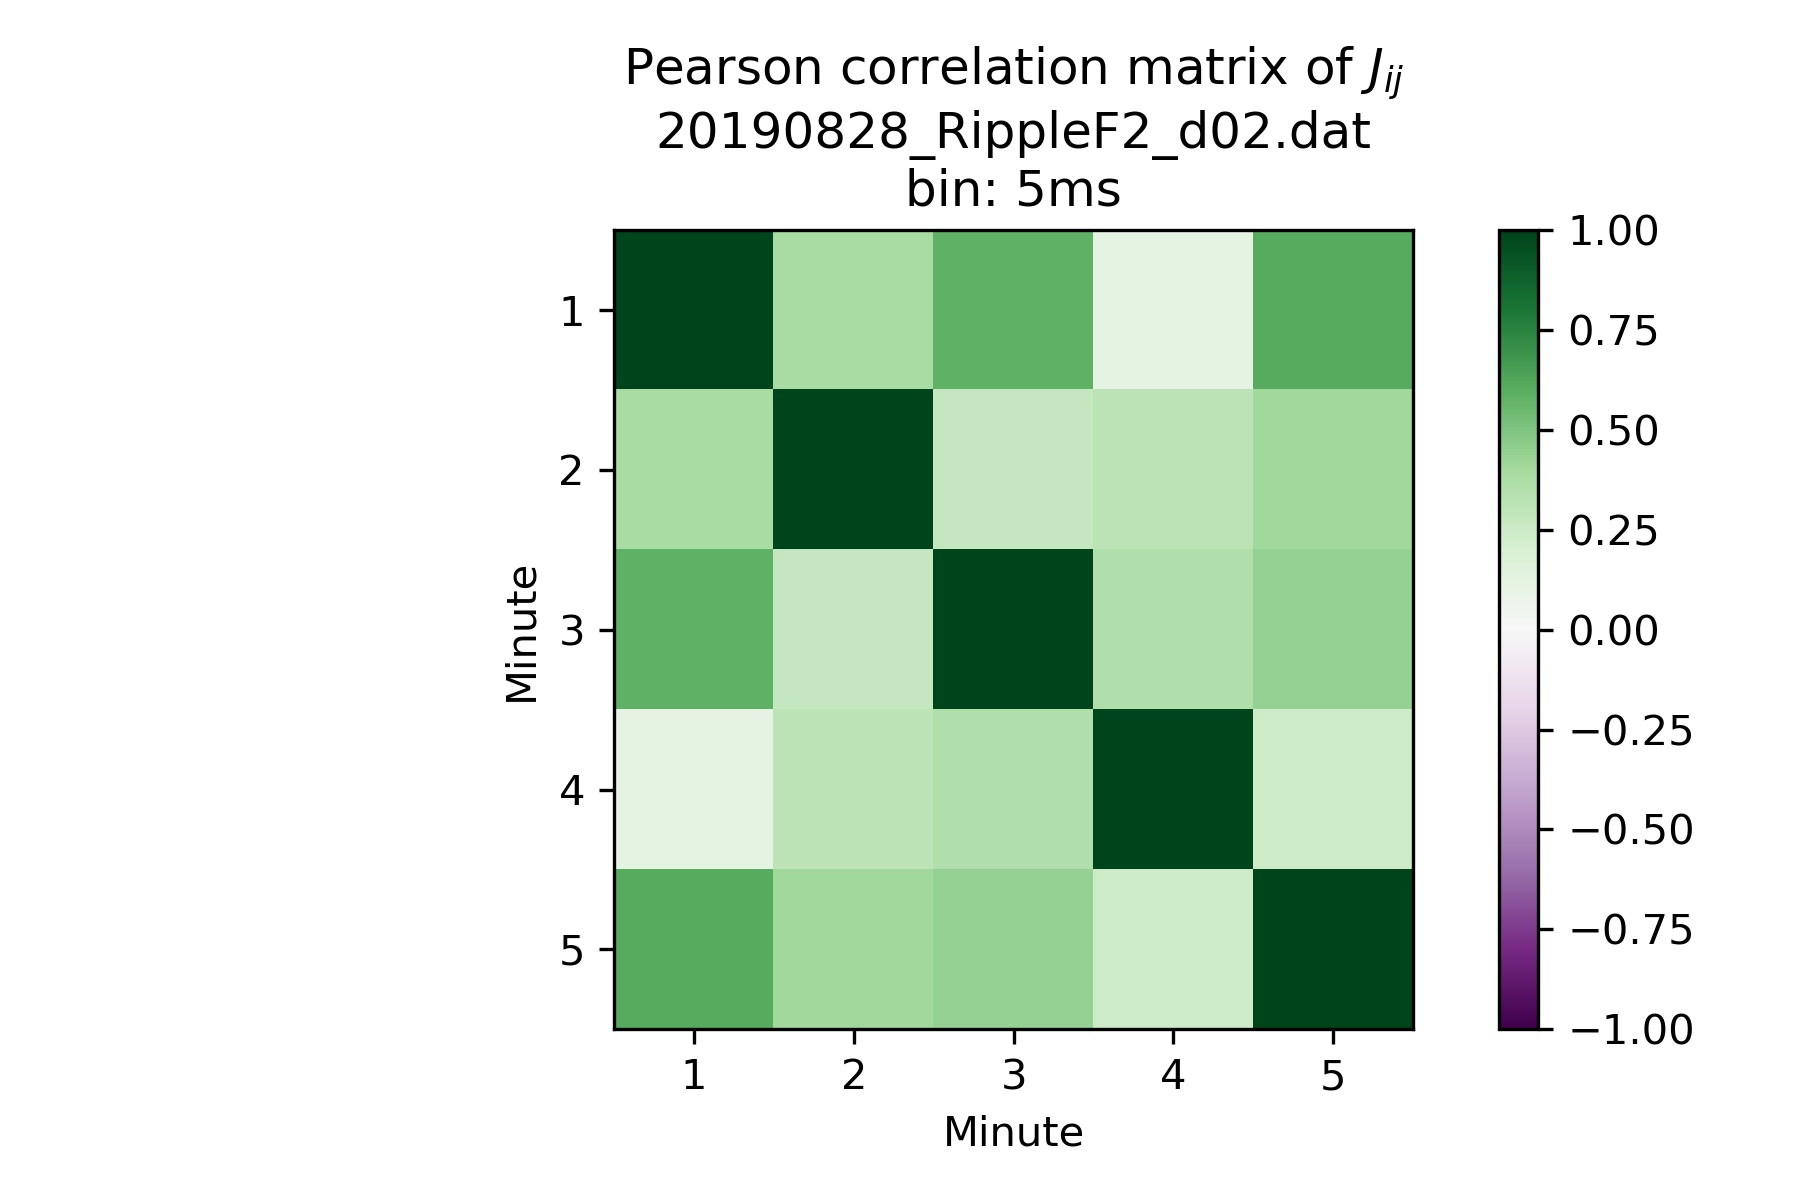 Pearson correlation matrix of J_ij
20190828_RippleF2_d02.dat
bin: 5ms
1.00
0.75
0.50
0.25
0.00
−0.25
−0.50
−0.75
−1.00
Minute
1
2
3
4
5
1 2 3 4 5
Minute